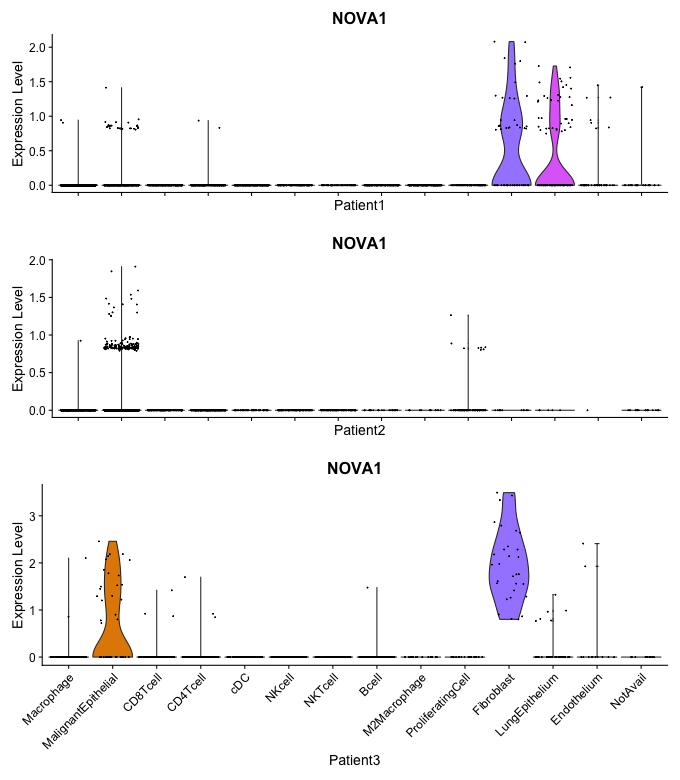 NOVA1
Expression Level
2.0
1.5
1.0
0.5
0.0
Patient1
NOVA1
Expression Level
2.0
1.5
1.0
0.5
0.0
Patient2
NOVA1
Expression Level
3
2
1
0
Macrophage
MalignantEpithelial
CD8Tcell
CD4Tcell
cDC
NKcell
NKTcell
Bcell
M2Macrophage
ProliferatingCell
Fibroblast
LungEpithelium
Endothelium
NotAvail
Patient3